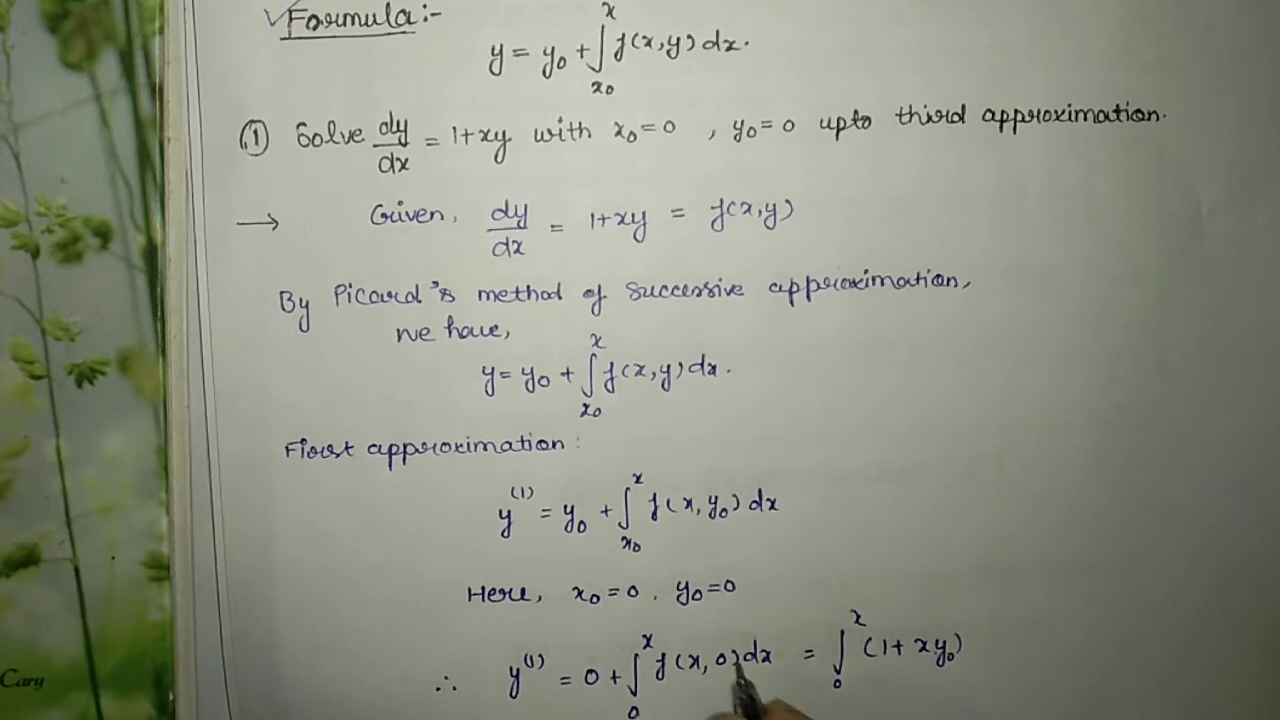 Formula:-
y = y₀ + ∫_{x₀}^{x} f(x,y) dx.
(1) Solve dy/dx = 1+xy with x₀=0 , y₀=0 upto third approximation.
→ Given, dy/dx = 1+xy = f(x,y)
By Picard's method of successive approximation,
we have,
y = y₀ + ∫_{x₀}^{x} f(x,y) dx.
First approximation:
y^{(1)} = y₀ + ∫_{x₀}^{x} f(x,y₀) dx
Here, x₀=0, y₀=0
∴ y^{(1)} = 0 + ∫_{0}^{x} f(x,0) dx = ∫_{0}^{x} (1+xy₀)
Cary